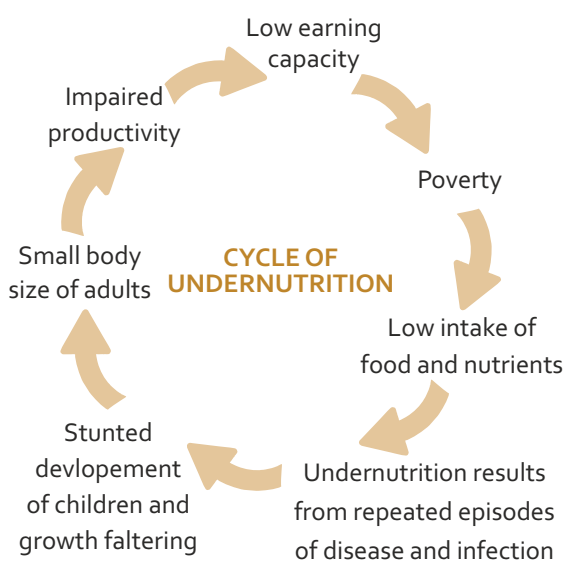 Low earning
capacity
Impaired
productivity
Poverty
CYCLE OF
UNDERNUTRITION
Small body
size of adults
Low intake of
food and nutrients
Stunted
devlopement
of children and
growth faltering
Undernutrition results
from repeated episodes
of disease and infection